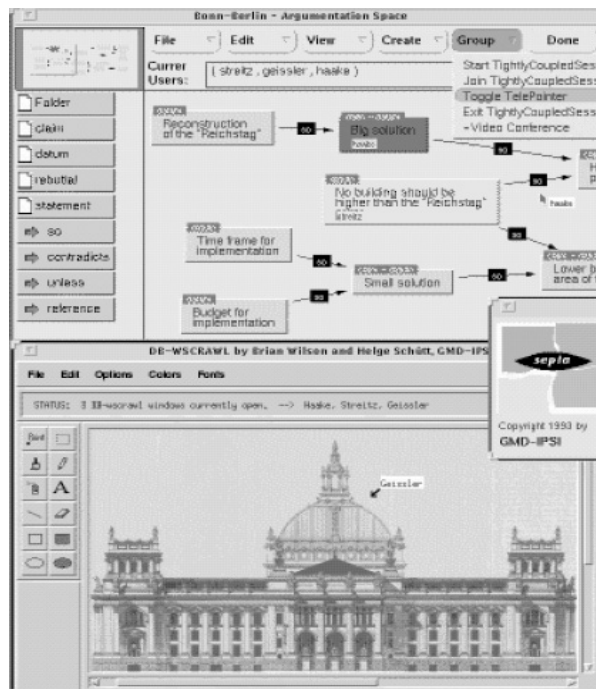 Bonn-Berlin - Argumentation Space
File Edit View Create Group Done
Currer
Users:
( streitz , geissler , haake )
Start TightlyCoupledSess
Join TightlyCoupledSess
Toggle TelePointer
Exit TightlyCoupledSess
-Video Conference
Folder
claim
datum
rebuttal
statement
so
contradicts
unless
reference
Reconstruction
of the "Reichstag"
so
Big solution
haake
so
H
p
No building should be
higher than the "Reichstag"
streitz
so
haake
so
Time frame for
implementation
so
Small solution
so
Lower b
area of t
Budget for
implementation
so
DB-WSCRAWL by Brian Wilson and Helge Schütt, GMD-IPSI
File Edit Options Colors Fonts
STATUS: windows currently open. --> Haake, Streitz, Geissler
sepia
Copyright 1993 by
GMD-IPSI
A
Geissler